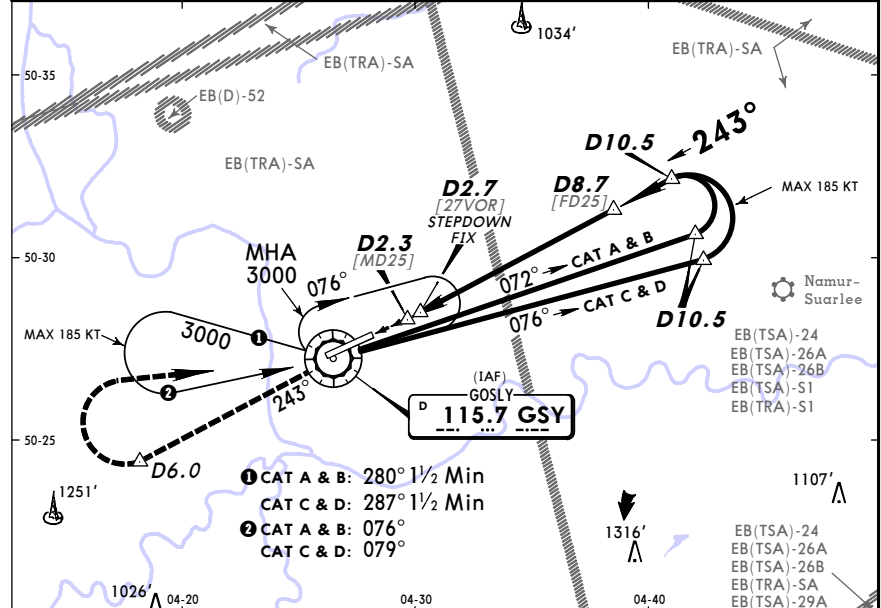 1034'
EB(TRA)-SA
EB(TRA)-SA
50-35
EB(D)-52
243°
D10.5
EB(TRA)-SA
D8.7
[FD25]
MAX 185 KT
D2.7
[27VOR]
STEPDOWN
FIX
D2.3
[MD25]
50-30
MHA
3000
076°
072° CAT A & B
076° CAT C & D
Namur-
Suarlee
D10.5
MAX 185 KT
3000
1
2
243°
EB(TSA)-24
EB(TSA)-26A
EB(TSA)-26B
EB(TSA)-S1
EB(TRA)-S1
(IAF)
GOSLY
D 115.7 GSY
50-25
D6.0
1 CAT A & B: 280° 1½ Min
CAT C & D: 287° 1½ Min
2 CAT A & B: 076°
CAT C & D: 079°
1251'
1107'
1316'
EB(TSA)-24
EB(TSA)-26A
EB(TSA)-26B
EB(TRA)-SA
EB(TSA)-29A
1026'
04-20
04-30
04-40